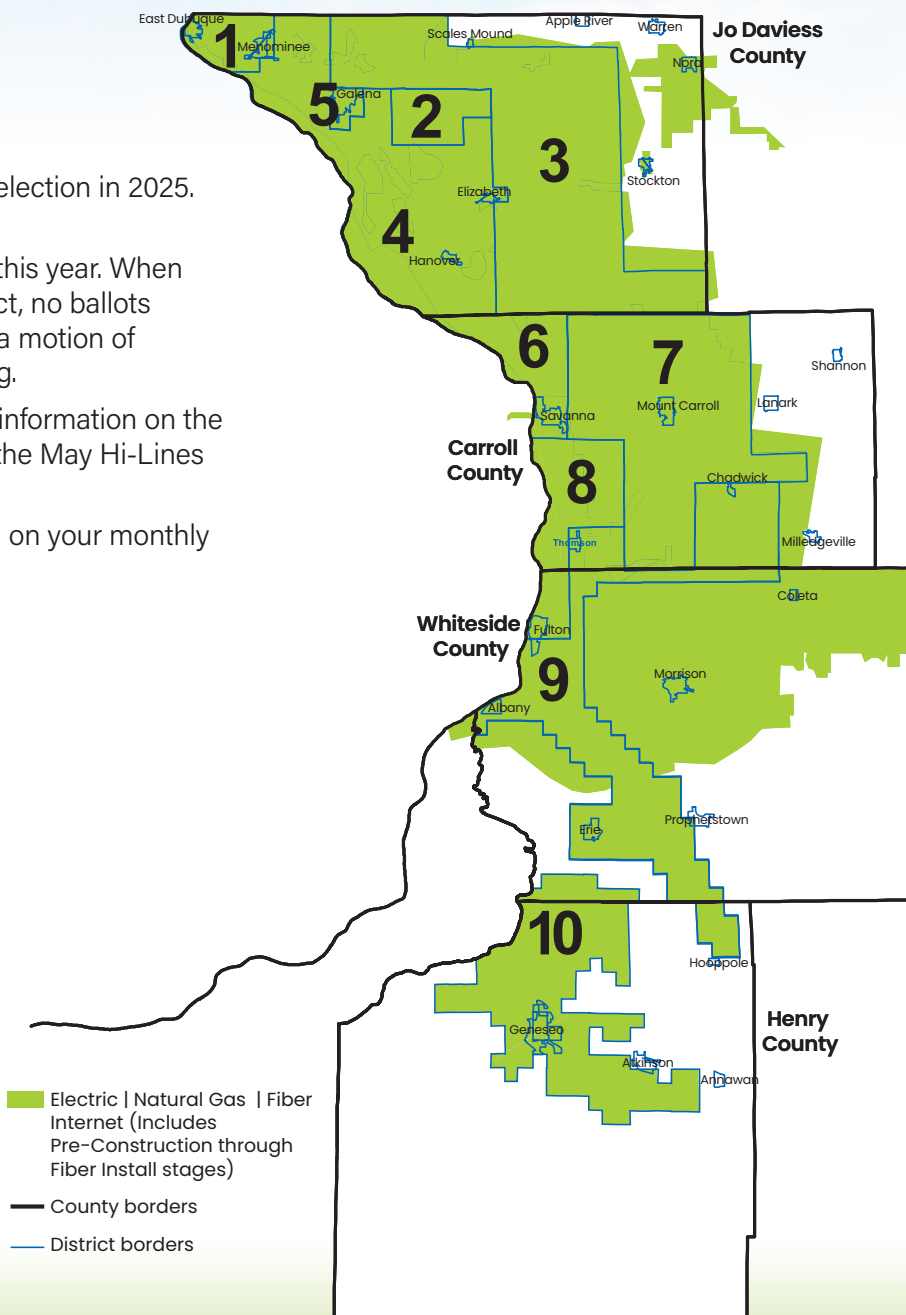 election in 2025.
this year. When
ct, no ballots
a motion of
g.
information on the
the May Hi-Lines
on your monthly
East Dubuque
1
Menominee
Scales Mound
Apple River
Warren
Jo Daviess
County
Nora
5
Galena
2
3
Stockton
Elizabeth
4
Hanover
6
7
Shannon
Savanna
Mount Carroll
Lanark
Carroll
County
8
Chadwick
Thomson
Milledgeville
Coleta
Whiteside
County
Fulton
9
Morrison
Albany
Erie
Prophetstown
10
Hooppole
Geneseo
Henry
County
Atkinson
Annawan
Electric | Natural Gas | Fiber
Internet (Includes
Pre-Construction through
Fiber Install stages)
County borders
District borders